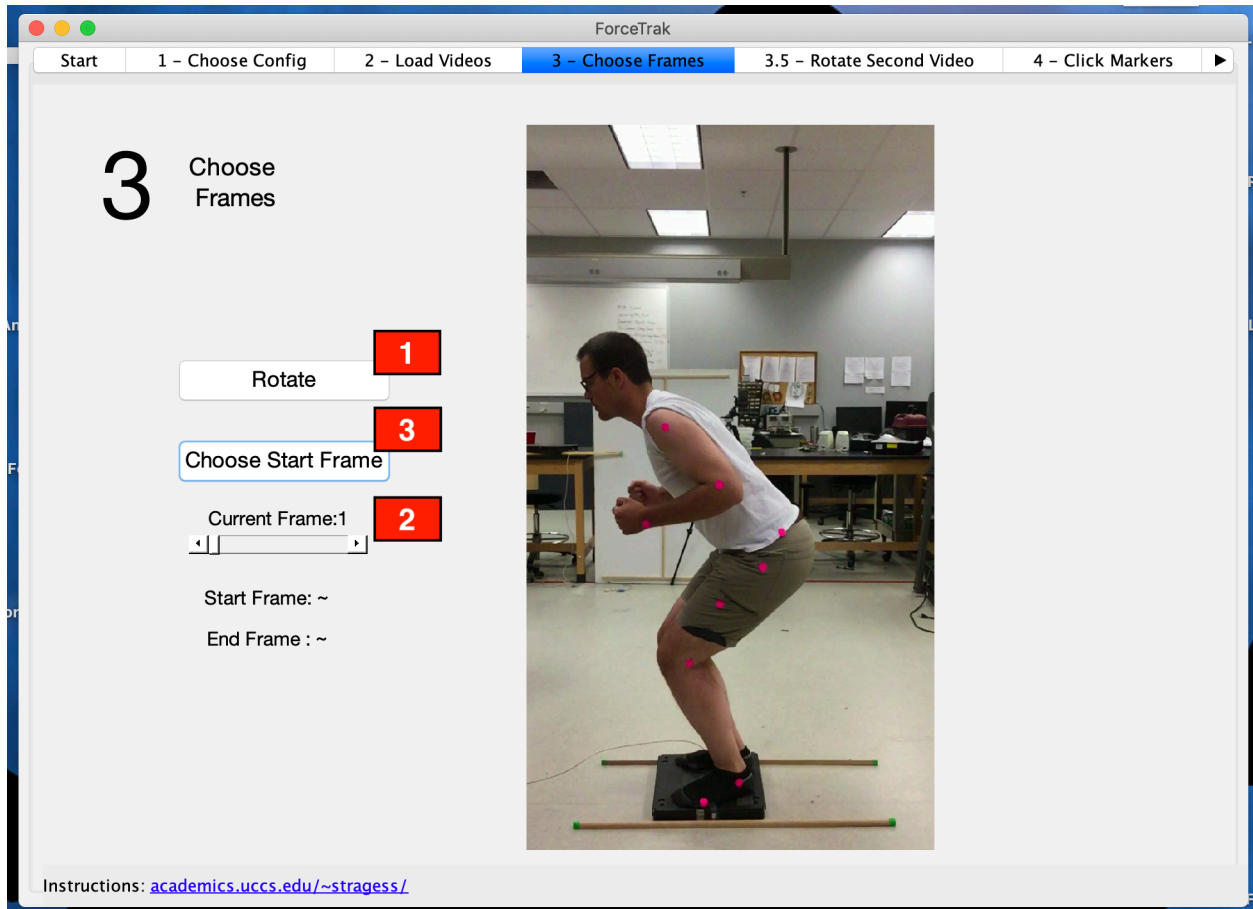 ForceTrak
Start 1 - Choose Config 2 - Load Videos 3 - Choose Frames 3.5 - Rotate Second Video 4 - Click Markers
3 Choose
Frames
1
Rotate
3
Choose Start Frame
Current Frame:1
2
Start Frame: ~
End Frame : ~
Instructions: academics.uccs.edu/~stragess/